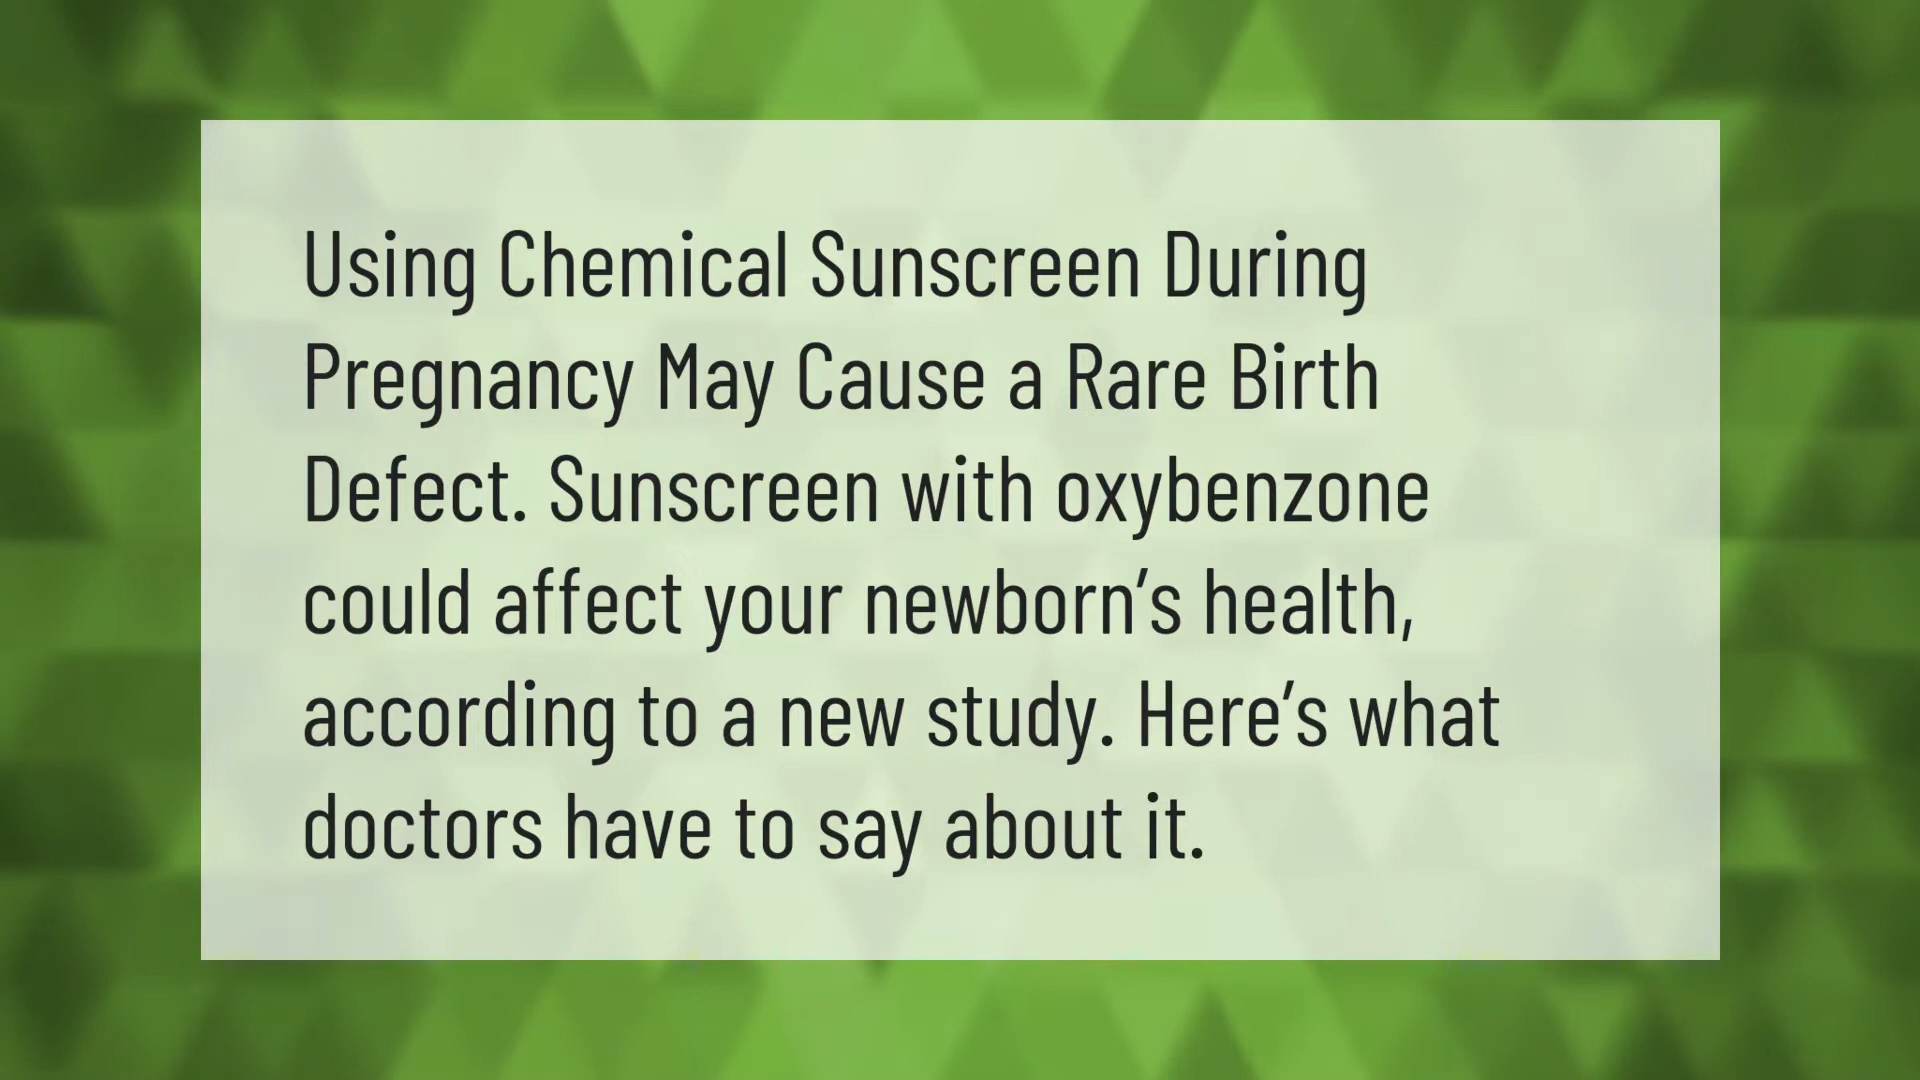 Using Chemical Sunscreen During
Pregnancy May Cause a Rare Birth
Defect. Sunscreen with oxybenzone
could affect your newborn’s health,
according to a new study. Here’s what
doctors have to say about it.